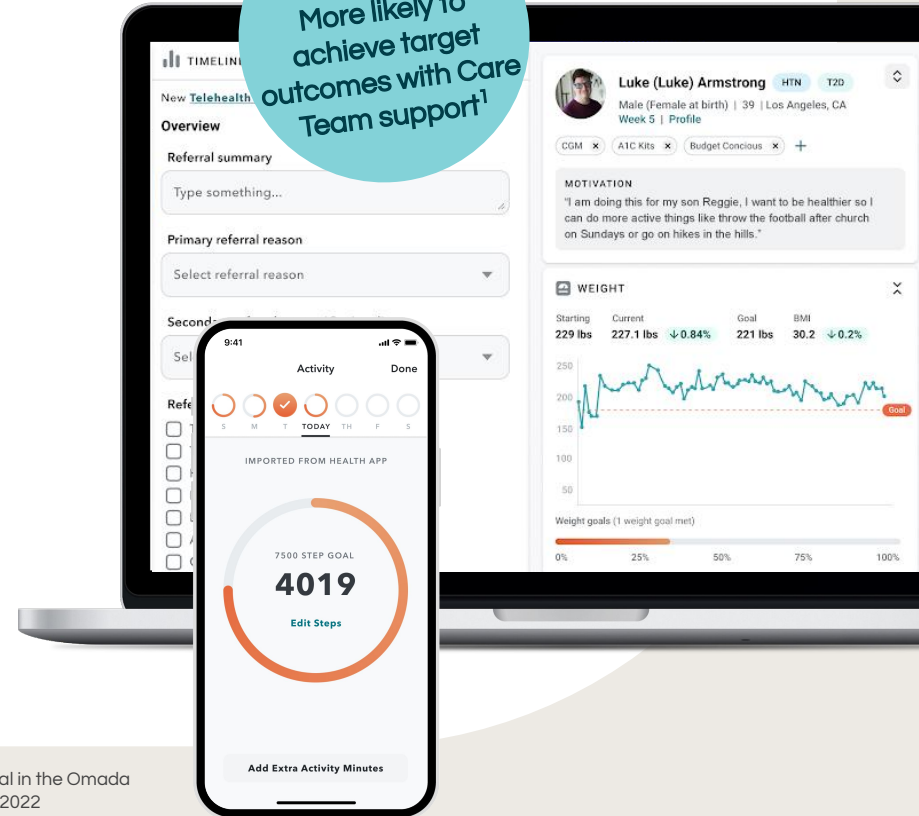 More likely to
achieve target
outcomes with Care
Team support1
TIMELINE
New Telehealth
Overview
Referral summary
Type something...
Primary referral reason
Select referral reason
Luke (Luke) Armstrong HTN T2D
Male (Female at birth) | 39 | Los Angeles, CA
Week 5 | Profile
CGM × A1C Kits × Budget Concious × +
MOTIVATION
"I am doing this for my son Reggie, I want to be healthier so I
can do more active things like throw the football after church
on Sundays or go on hikes in the hills."
WEIGHT
Starting Current Goal BMI
229 lbs 227.1 lbs ↓0.84% 221 lbs 30.2 ↓0.2%
250
200
150
100
50
Goal
Weight goals (1 weight goal met)
0% 25% 50% 75% 100%
9:41
Activity Done
S M T TODAY TH F S
IMPORTED FROM HEALTH APP
7500 STEP GOAL
4019
Edit Steps
Add Extra Activity Minutes
in the Omada
2022